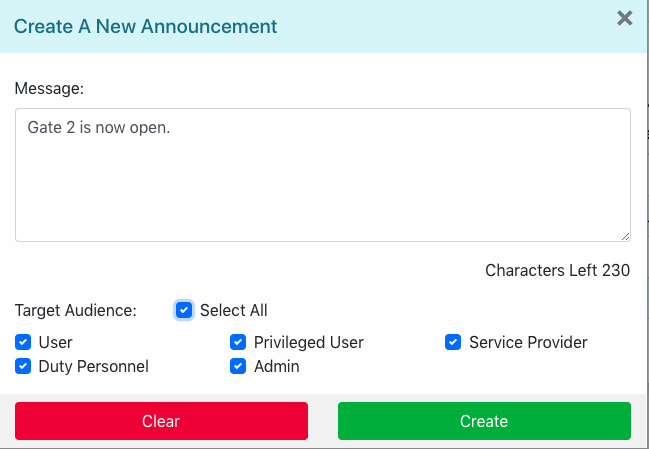 Create A New Announcement
Message:
Gate 2 is now open.
Characters Left 230
Target Audience: Select All
User Privileged User Service Provider
Duty Personnel Admin
Clear Create